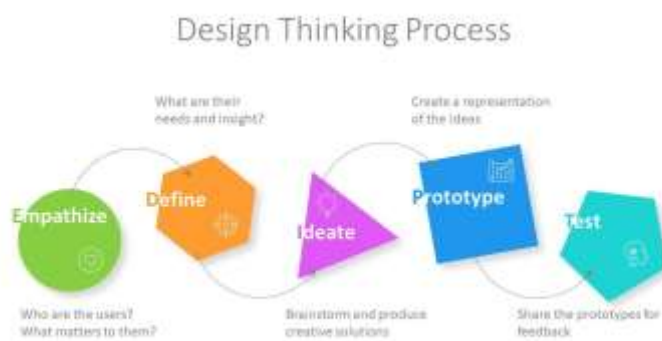 Design Thinking Process
What are their
needs and insight?
Create a representation
of the ideas
Empathize
Define
Ideate
Prototype
Test
Who are the users?
What matters to them?
Brainstorm and produce
creative solutions
Share the prototypes for
feedback